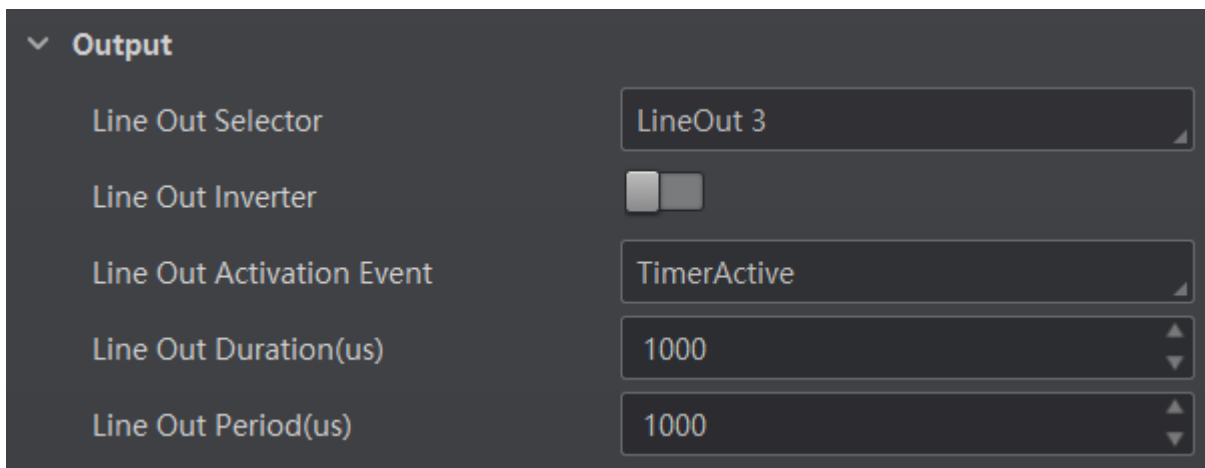 Output
Line Out Selector LineOut 3
Line Out Inverter
Line Out Activation Event TimerActive
Line Out Duration(us) 1000
Line Out Period(us) 1000